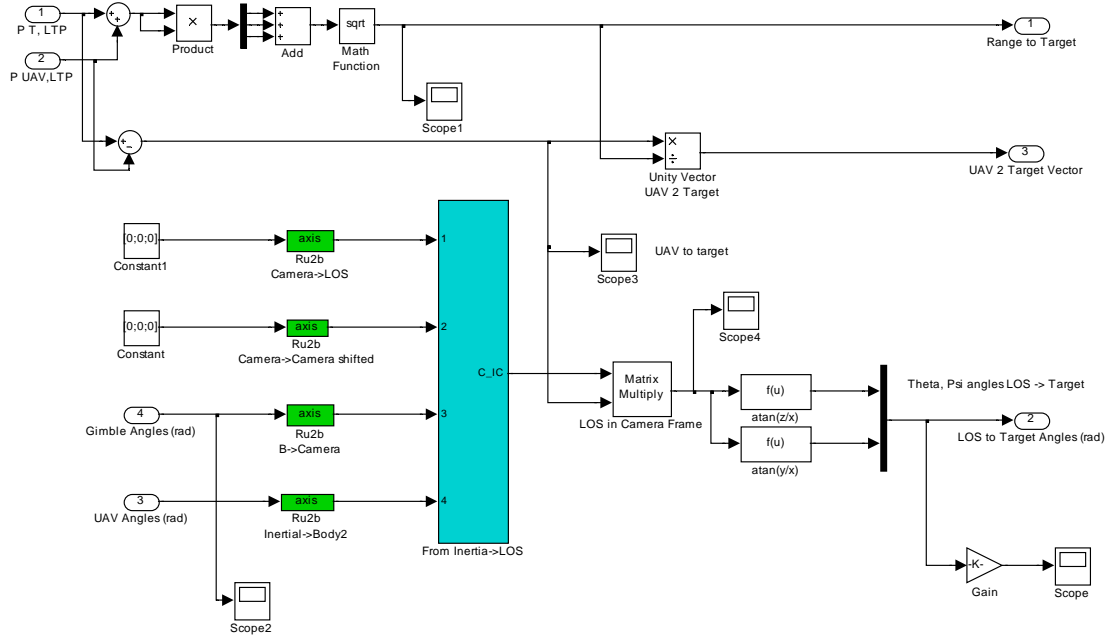 1
P T, LTP
2
P UAV,LTP
+
+
×
Product
+
+
+
Add
sqrt
Math
Function
1
Range to Target
Scope1
+
−
×
÷
Unity Vector
UAV 2 Target
3
UAV 2 Target Vector
[0;0;0]
Constant1
axis
Ru2b
Camera->LOS
1
Scope3
UAV to target
[0;0;0]
Constant
axis
Ru2b
Camera->Camera shifted
2
Scope4
C_IC
Matrix
Multiply
LOS in Camera Frame
f(u)
atan(z/x)
f(u)
atan(y/x)
Theta, Psi angles LOS -> Target
2
LOS to Target Angles (rad)
4
Gimble Angles (rad)
axis
Ru2b
B->Camera
3
3
UAV Angles (rad)
axis
Ru2b
Inertial->Body2
4
From Inertia->LOS
Scope2
-K-
Gain
Scope